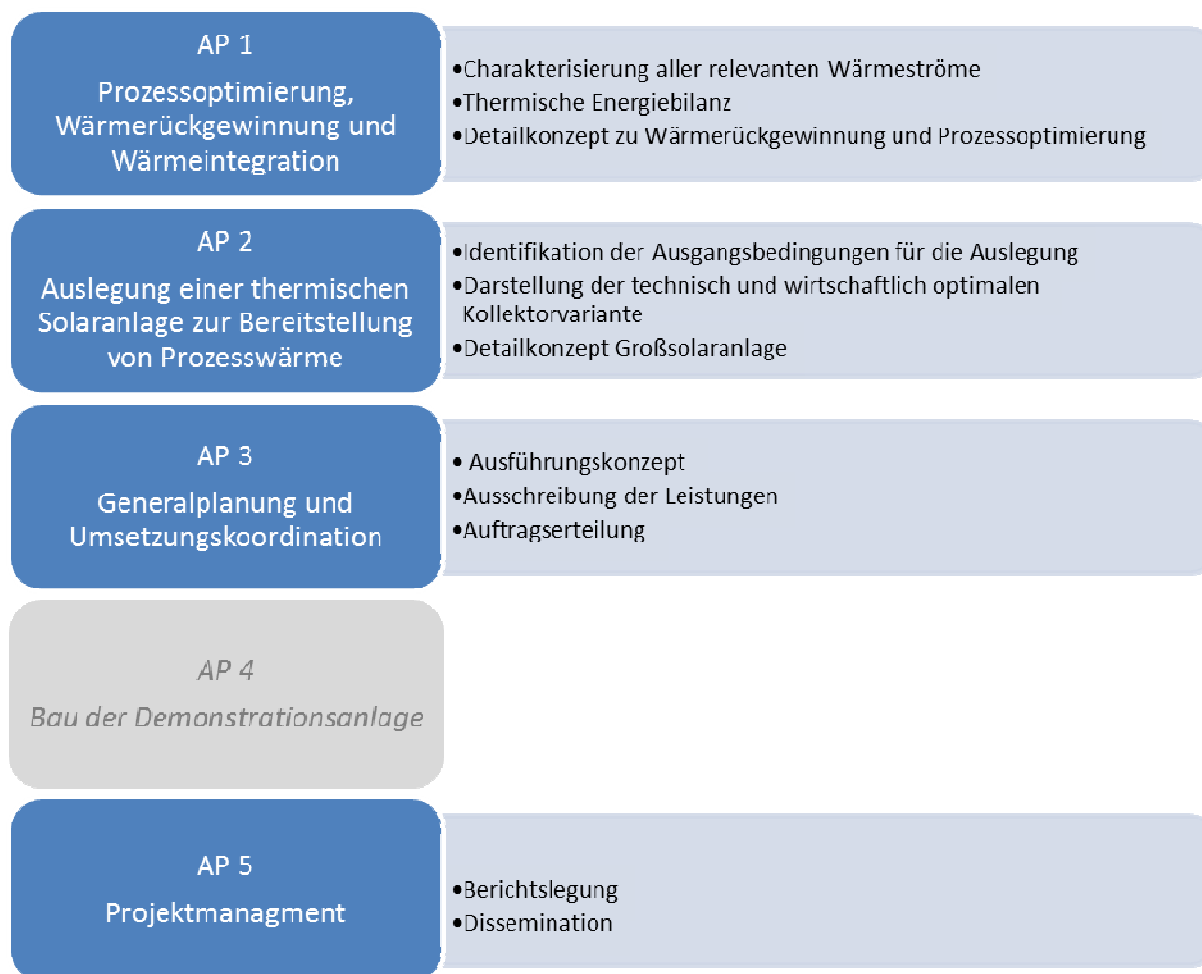 AP 1
Prozessoptimierung,
Wärmerückgewinnung und
Wärmeintegration
•Charakterisierung aller relevanten Wärmeströme
•Thermische Energiebilanz
•Detailkonzept zu Wärmerückgewinnung und Prozessoptimierung
AP 2
Auslegung einer thermischen
Solaranlage zur Bereitstellung
von Prozesswärme
•Identifikation der Ausgangsbedingungen für die Auslegung
•Darstellung der technisch und wirtschaftlich optimalen
Kollektorvariante
•Detailkonzept Großsolaranlage
AP 3
Generalplanung und
Umsetzungskoordination
• Ausführungskonzept
•Ausschreibung der Leistungen
•Auftragserteilung
AP 4
Bau der Demonstrationsanlage
AP 5
Projektmanagment
•Berichtslegung
•Dissemination